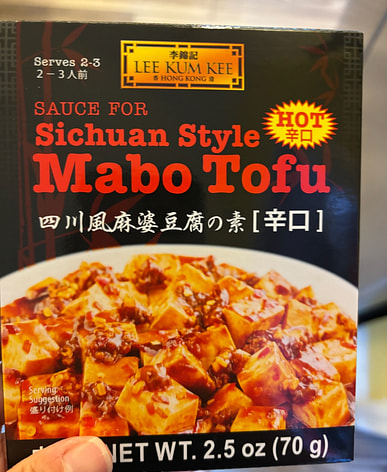 Serves 2-3
2－3人前
李錦記
LEE KUM KEE
香 HONG KONG 港
SAUCE FOR
Sichuan Style
HOT
辛口
Mabo Tofu
四川風麻婆豆腐の素［辛口］
Serving
Suggestion
盛り付け例
NET WT. 2.5 oz (70 g)